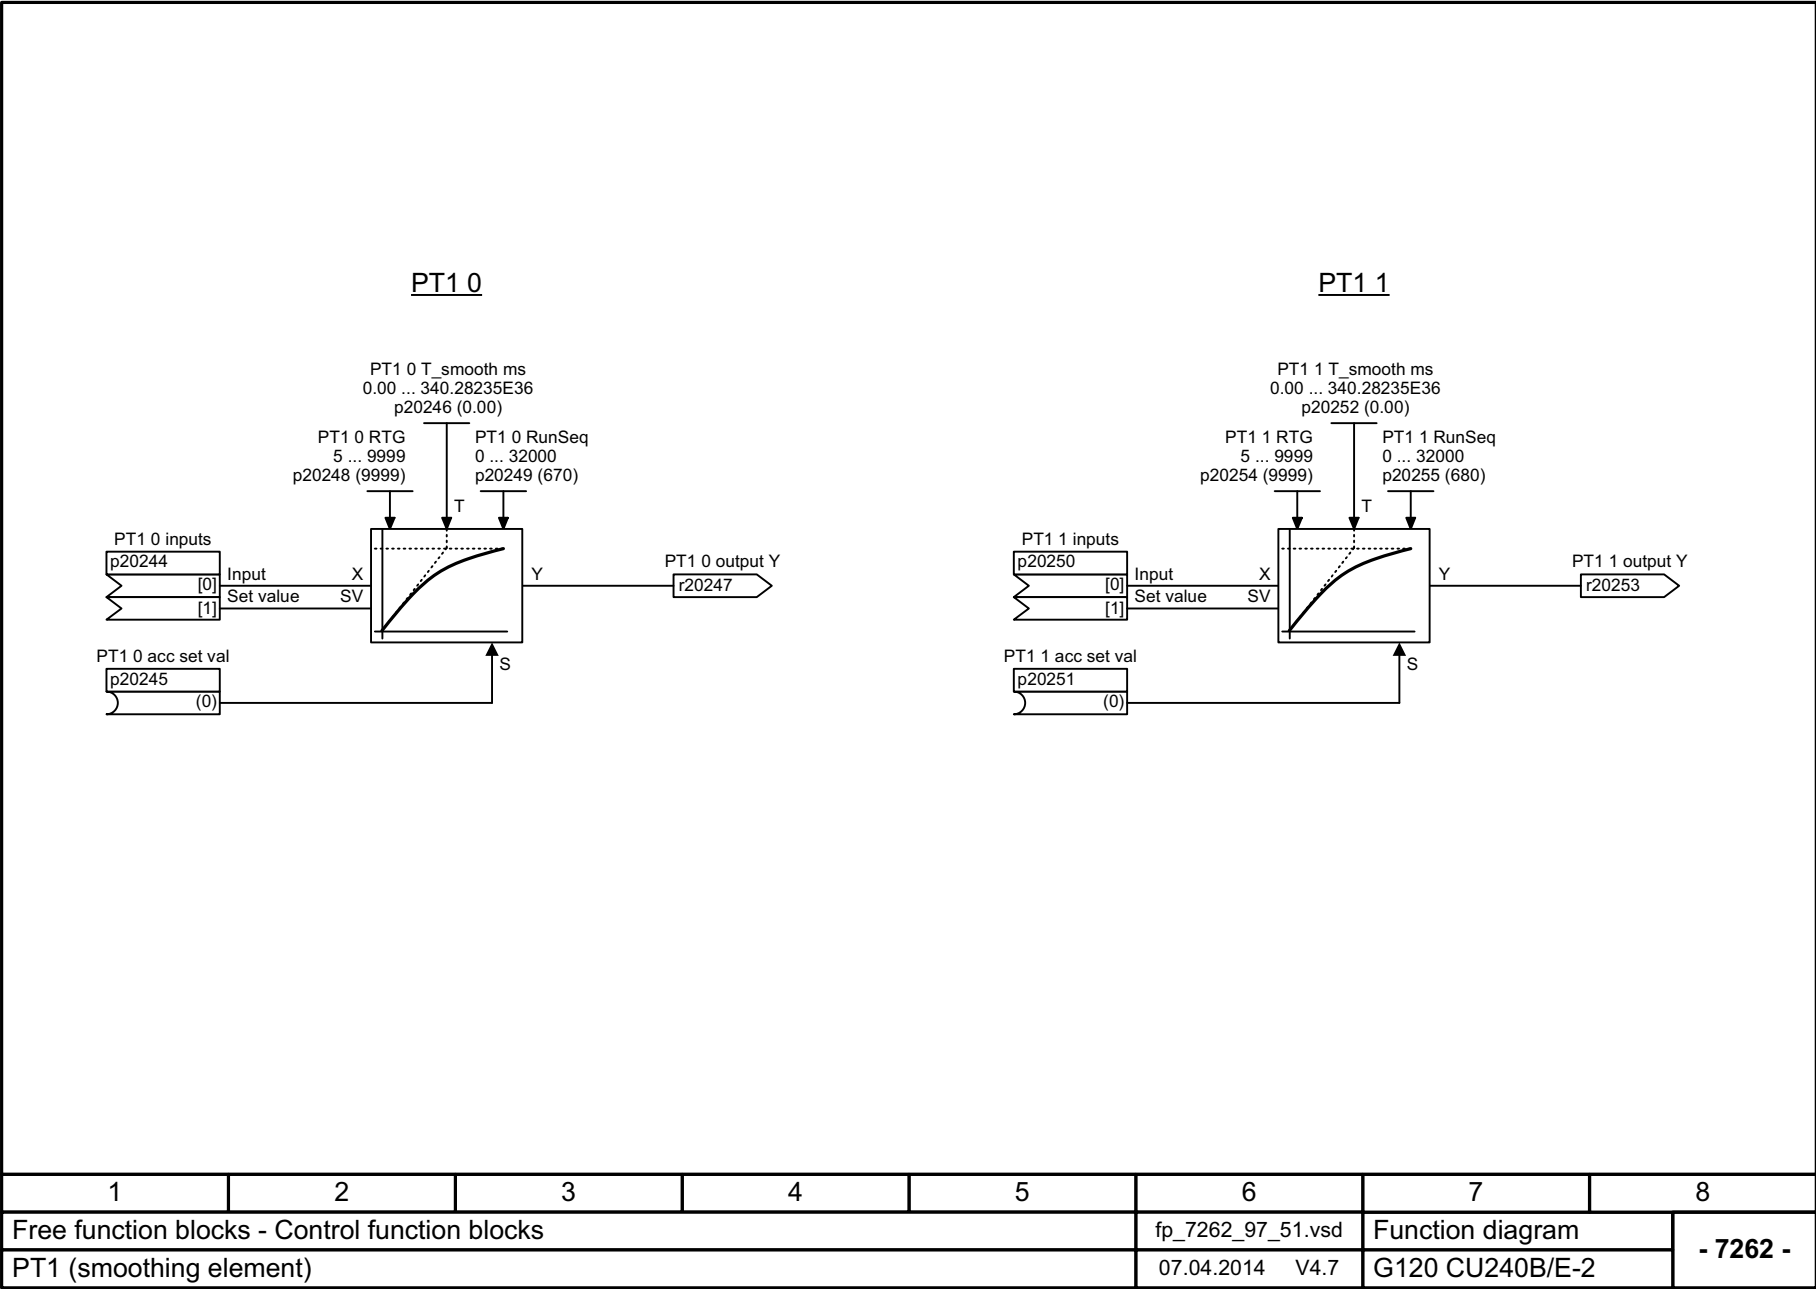 PT1 0
PT1 0 T_smooth ms
0.00 ... 340.28235E36
p20246 (0.00)
PT1 0 RTG
5 ... 9999
p20248 (9999)
PT1 0 RunSeq
0 ... 32000
p20249 (670)
T
PT1 0 inputs
p20244
[0]
[1]
Input
X
Set value
SV
Y
PT1 0 output Y
r20247
PT1 0 acc set val
p20245
(0)
S
PT1 1
PT1 1 T_smooth ms
0.00 ... 340.28235E36
p20252 (0.00)
PT1 1 RTG
5 ... 9999
p20254 (9999)
PT1 1 RunSeq
0 ... 32000
p20255 (680)
T
PT1 1 inputs
p20250
[0]
[1]
Input
X
Set value
SV
Y
PT1 1 output Y
r20253
PT1 1 acc set val
p20251
(0)
S
1 2 3 4 5 6 7 8
Free function blocks - Control function blocks
fp_7262_97_51.vsd
Function diagram
- 7262 -
PT1 (smoothing element)
07.04.2014 V4.7
G120 CU240B/E-2